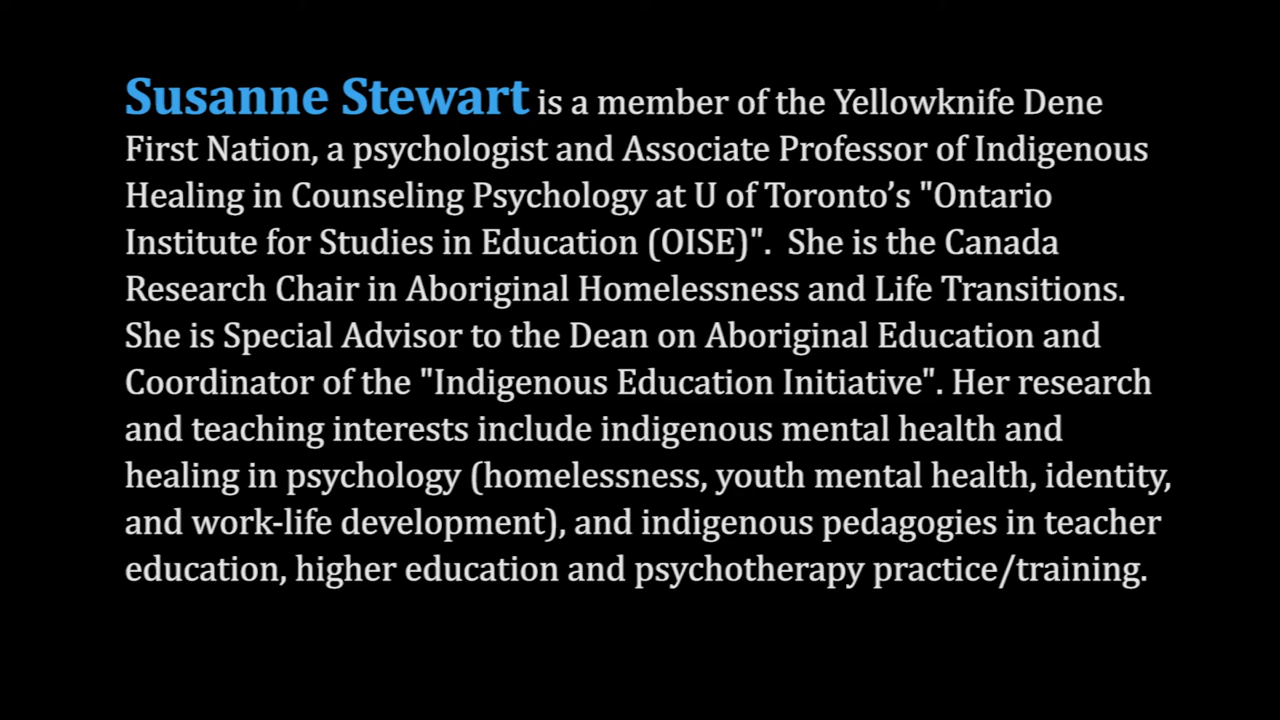 Susanne Stewart is a member of the Yellowknife Dene
First Nation, a psychologist and Associate Professor of Indigenous
Healing in Counseling Psychology at U of Toronto’s "Ontario
Institute for Studies in Education (OISE)".  She is the Canada
Research Chair in Aboriginal Homelessness and Life Transitions.
She is Special Advisor to the Dean on Aboriginal Education and
Coordinator of the "Indigenous Education Initiative". Her research
and teaching interests include indigenous mental health and
healing in psychology (homelessness, youth mental health, identity,
and work-life development), and indigenous pedagogies in teacher
education, higher education and psychotherapy practice/training.